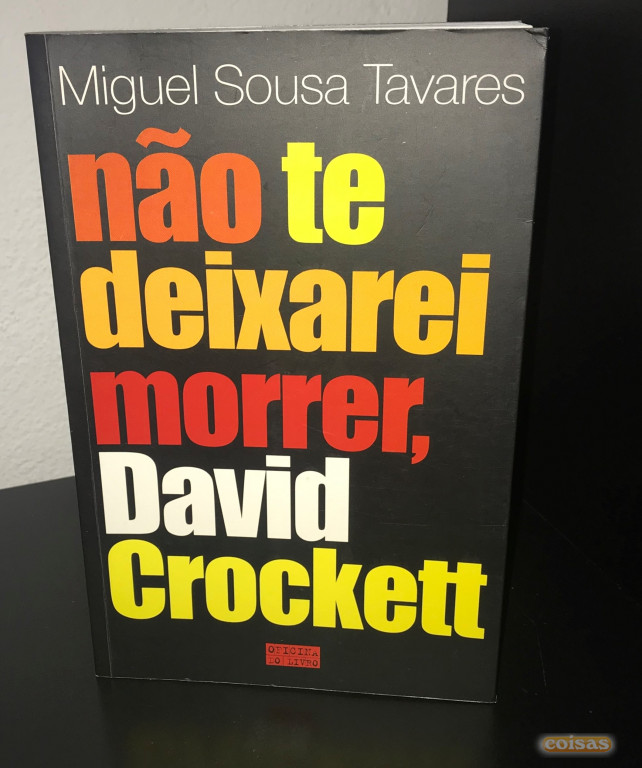 Miguel Sousa Tavares
não te
deixarei
morrer,
David
Crockett
OFICINA
DO LIVRO
coisas